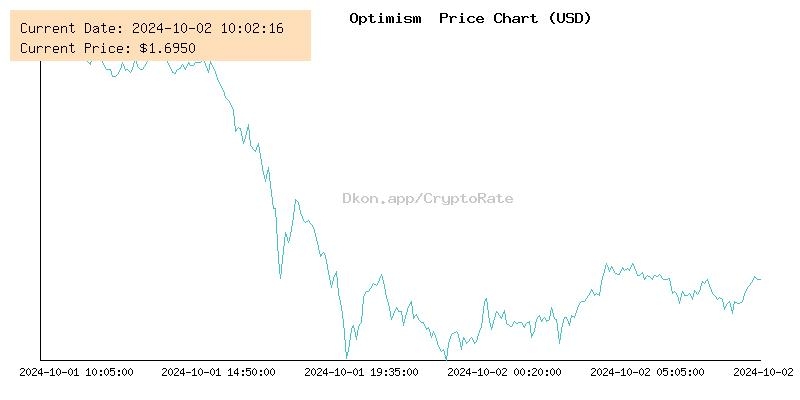 Optimism  Price Chart (USD)
Current Date: 2024-10-02 10:02:16
Current Price: $1.6950
Dkon.app/CryptoRate
2024-10-01 10:05:00 2024-10-01 14:50:00 2024-10-01 19:35:00 2024-10-02 00:20:00 2024-10-02 05:05:00 2024-10-02